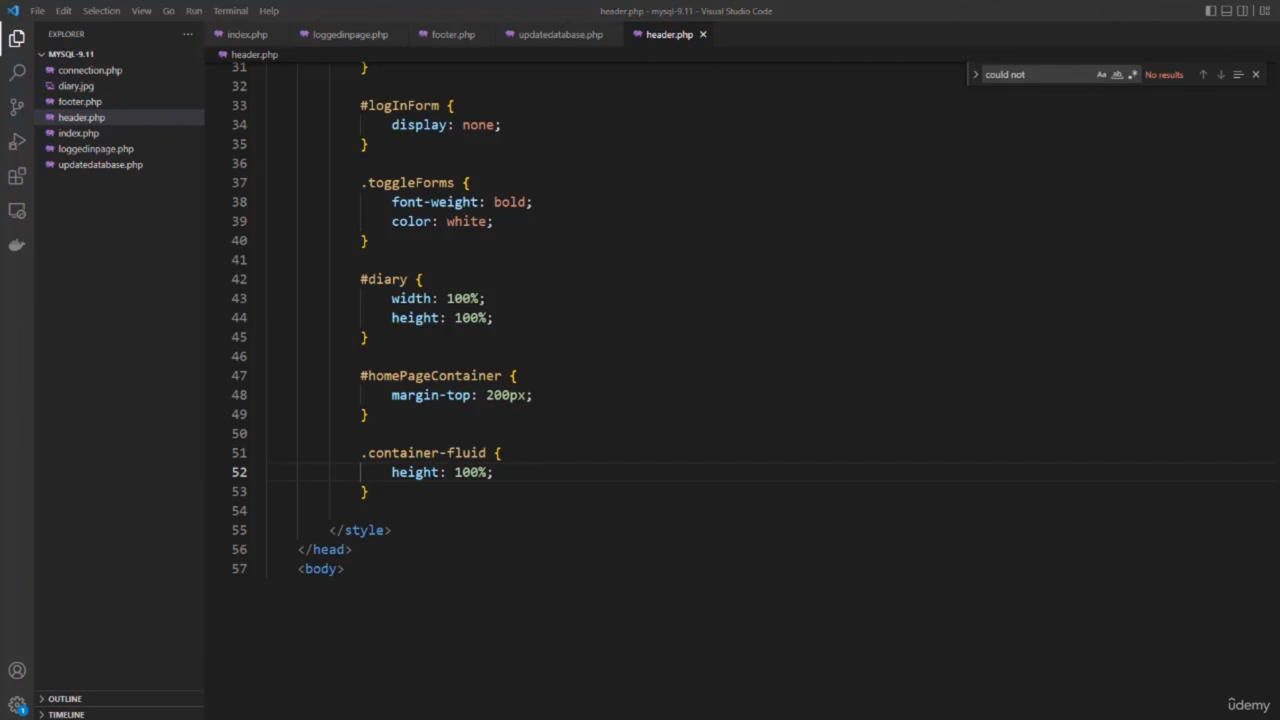 File Edit Selection View Go Run Terminal Help
header.php - mysql-9.11 - Visual Studio Code
EXPLORER
MYSQL-9.11
connection.php
diary.jpg
footer.php
header.php
index.php
loggedinpage.php
updatedatabase.php
OUTLINE
TIMELINE
1
index.php loggedinpage.php footer.php updatedatabase.php header.php
header.php
could not Aa ab No results
31 }
32
33 #logInForm {
34 display: none;
35 }
36
37 .toggleForms {
38 font-weight: bold;
39 color: white;
40 }
41
42 #diary {
43 width: 100%;
44 height: 100%;
45 }
46
47 #homePageContainer {
48 margin-top: 200px;
49 }
50
51 .container-fluid {
52 height: 100%;
53 }
54
55 </style>
56 </head>
57 <body>
ûdemy